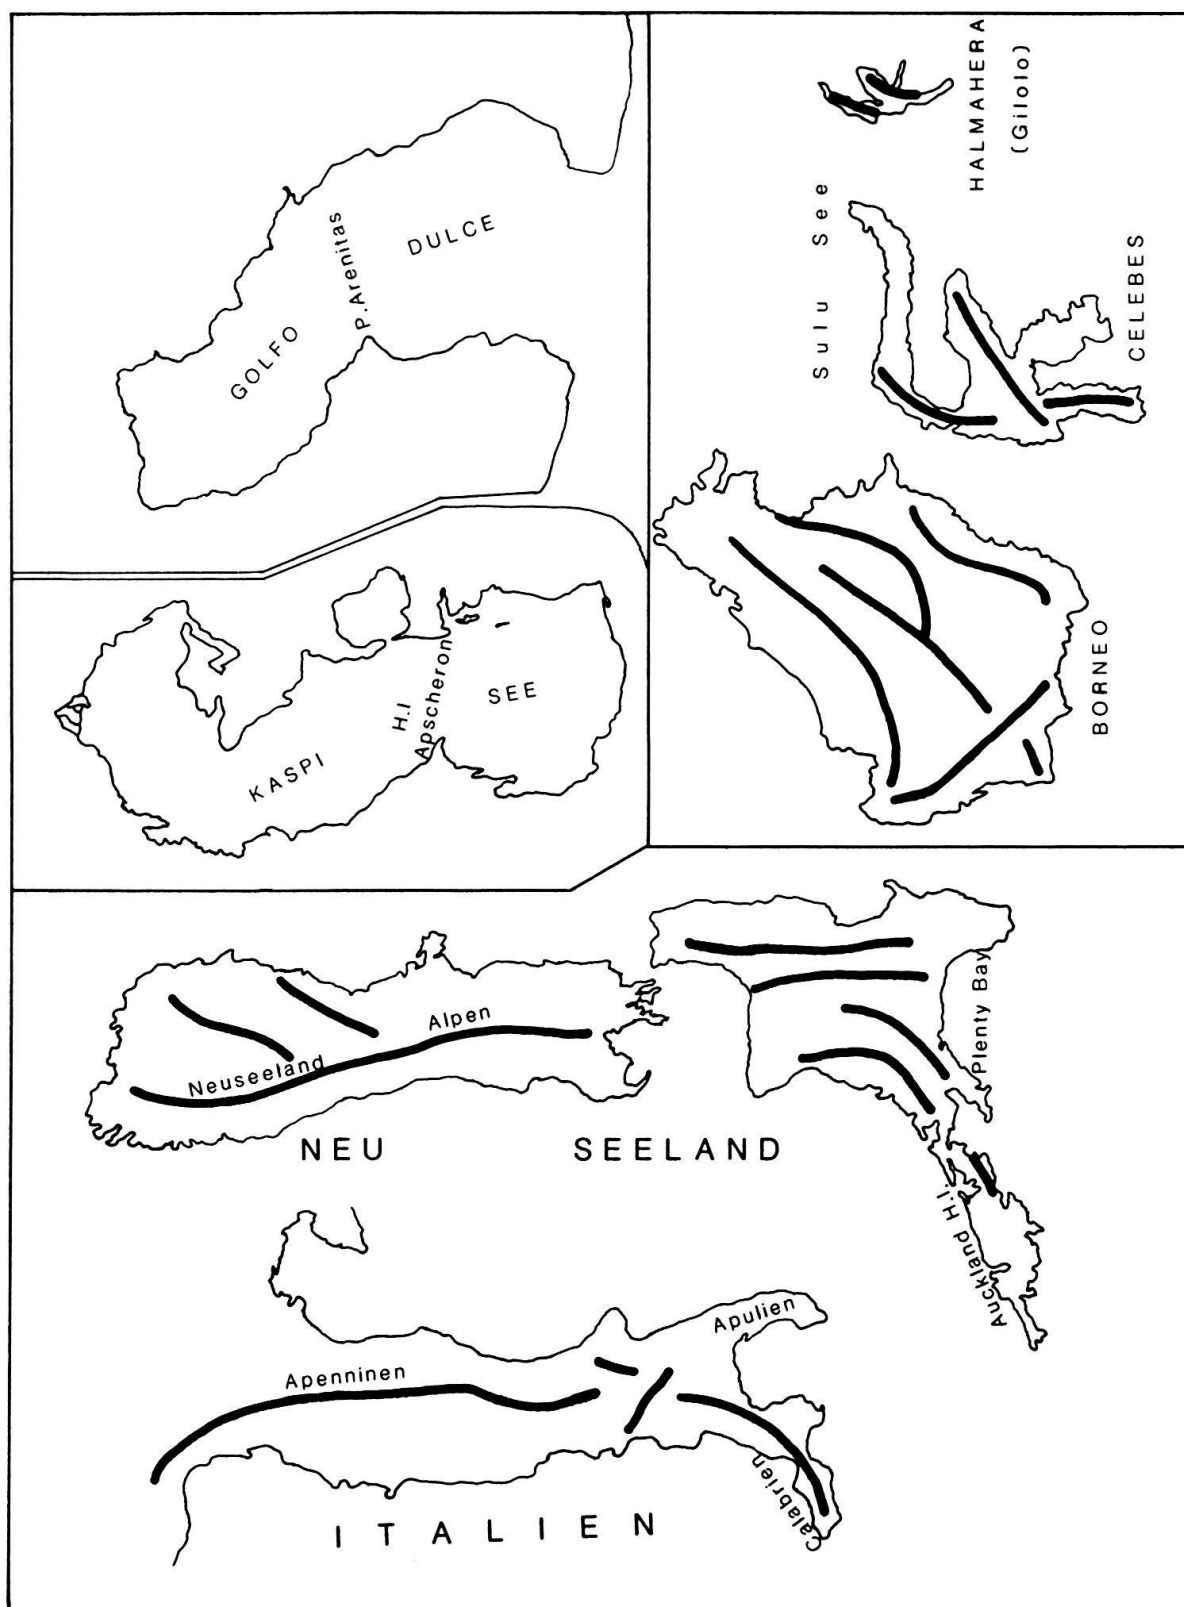 GOLFO
DULCE
P. Arenitas
KASPI
SEE
H.I
Apscheron
HALMAHERA
(Gilolo)
Sulu See
CELEBES
BORNEO
Alpen
Neuseeland
NEU SEELAND
Plenty Bay
Auckland H.I.
Apenninen
Apulien
Calabrien
ITALIEN